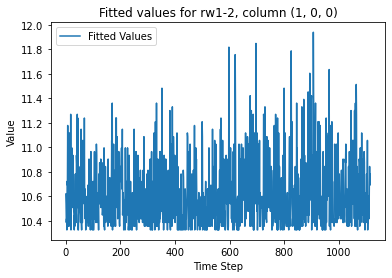 Fitted values for rw1-2, column (1, 0, 0)
Fitted Values
12.0
11.8
11.6
11.4
11.2
11.0
10.8
10.6
10.4
Value
0 200 400 600 800 1000
Time Step